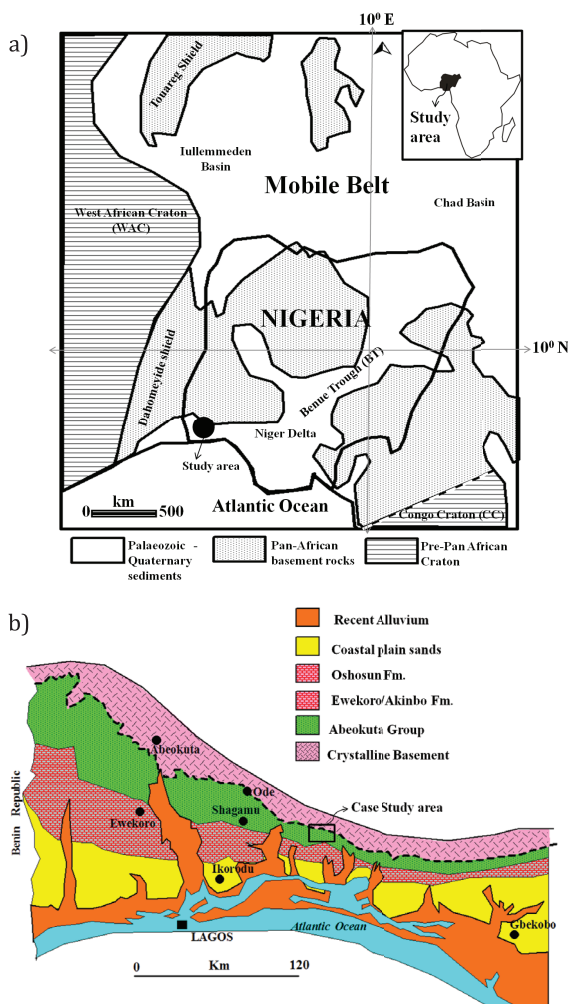 a)
10⁰ E
Touareg Shield
Study
area
Iullemmeden
Basin
Mobile Belt
Chad Basin
West African Craton
(WAC)
NIGERIA
10⁰ N
Dahomeyide shield
Benue Trough (BT)
Niger Delta
Study area
km
0 500
Atlantic Ocean
Congo Craton (CC)
Palaeozoic -
Quaternary
sediments
Pan-African
basement rocks
Pre-Pan African
Craton
b)
Recent Alluvium
Coastal plain sands
Oshosun Fm.
Ewekoro/Akinbo Fm.
Abeokuta Group
Crystalline Basement
Abeokuta
Ode
Case Study area
Shagamu
Ewekoro
Benin Republic
Ikorodu
Gbekobo
Atlantic Ocean
LAGOS
0 Km 120